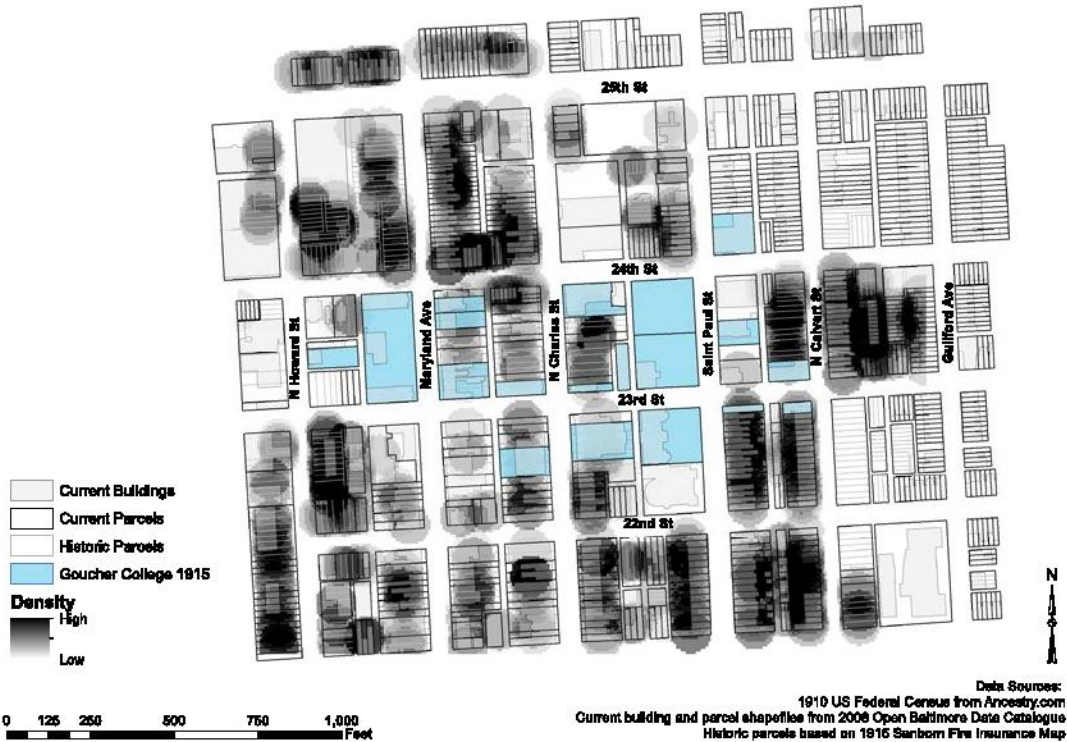 25th St
24th St
N Howard St
Maryland Ave
N Charles St
Saint Paul St
N Calvert St
Guilford Ave
23rd St
22nd St
Current Buildings
Current Parcels
Historic Parcels
Goucher College 1915
Density
High
Low
N
0 125 250 500 750 1,000
Feet
Data Sources:
1910 US Federal Census from Ancestry.com
Current building and parcel shapefiles from 2008 Open Baltimore Data Catalogue
Historic parcels based on 1915 Sanborn Fire Insurance Map